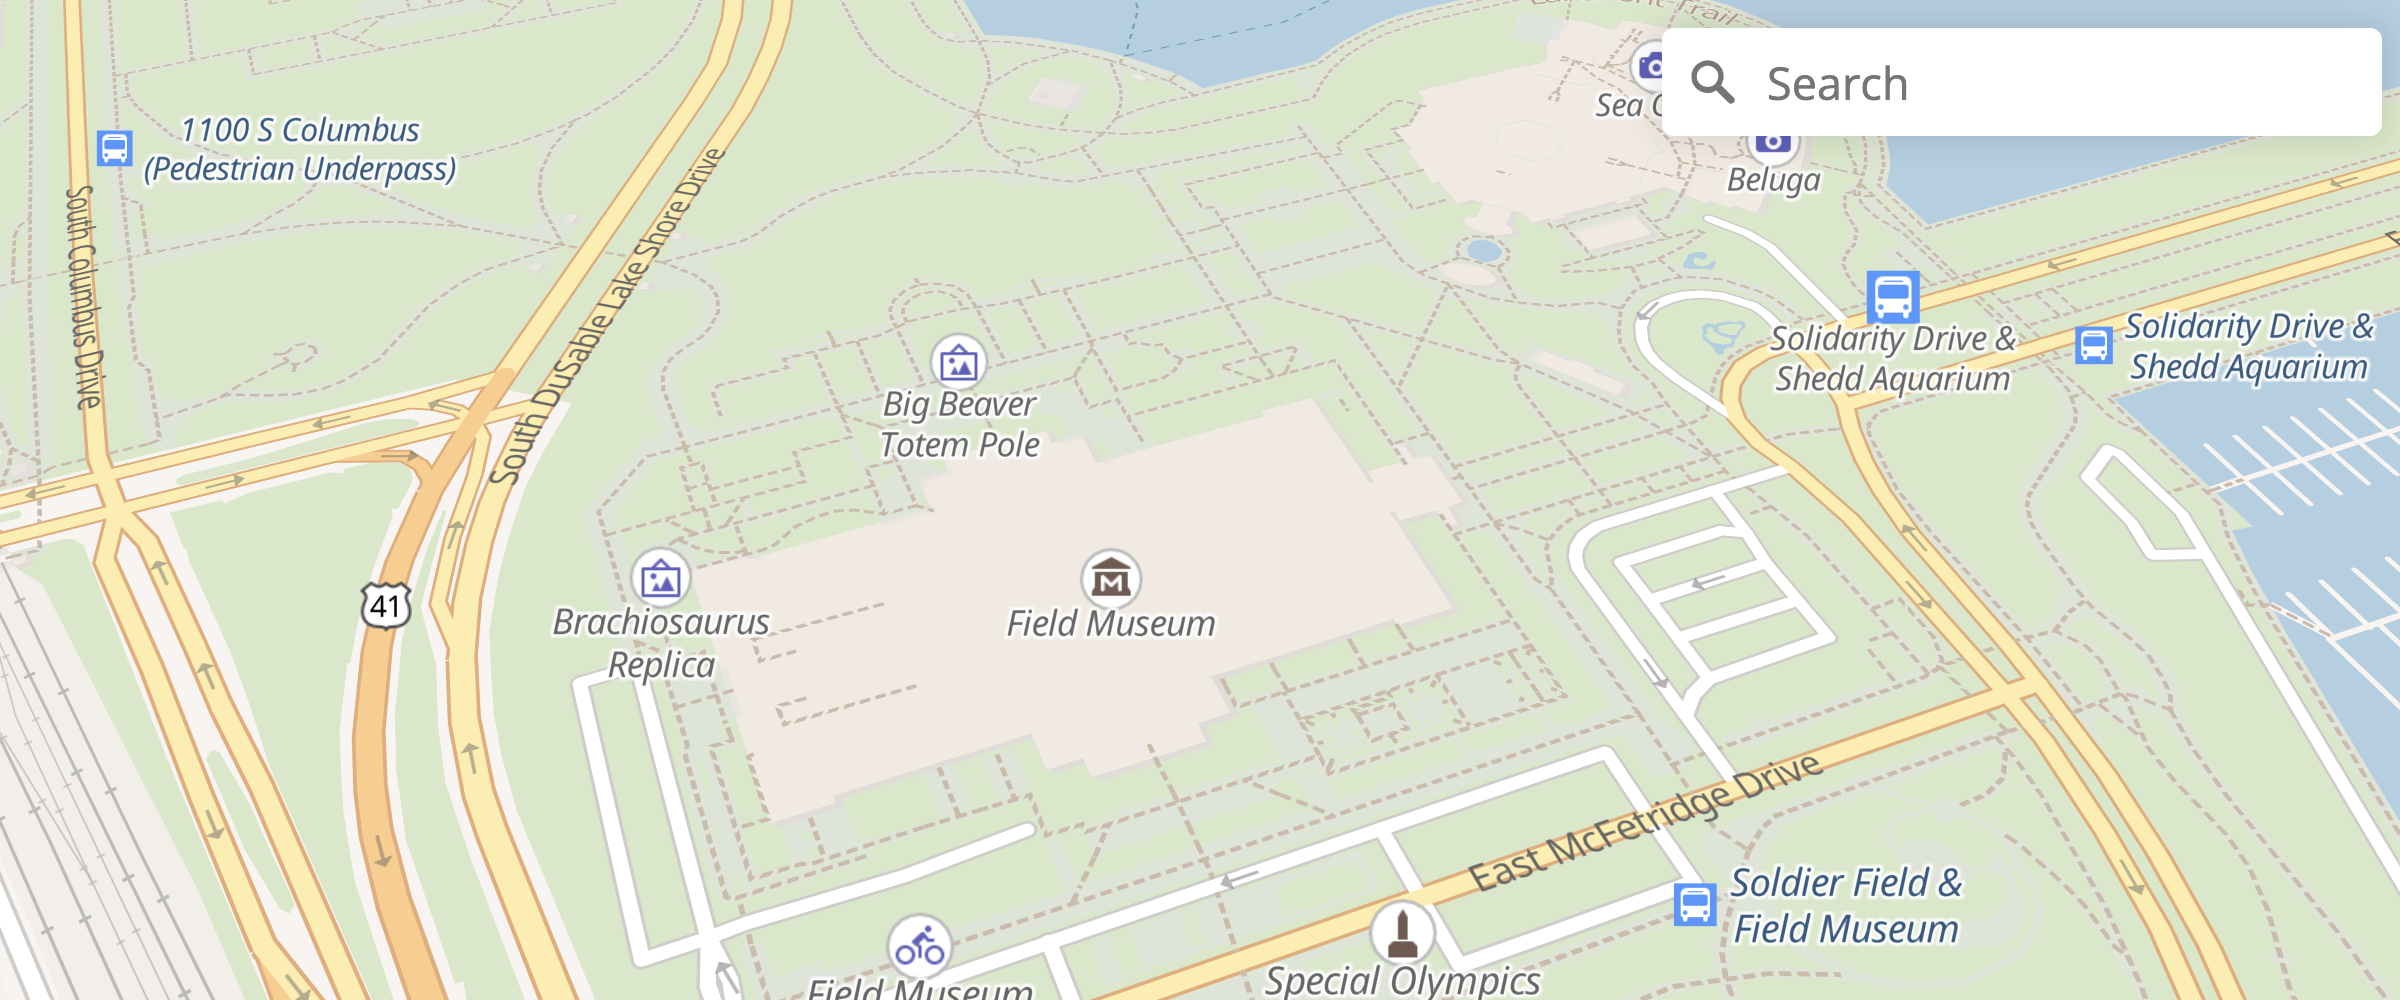 Search
Sea
Beluga
1100 S Columbus
(Pedestrian Underpass)
South Columbus Drive
South DuSable Lake Shore Drive
Solidarity Drive &
Shedd Aquarium
Solidarity Drive &
Shedd Aquarium
Big Beaver
Totem Pole
41
Brachiosaurus
Replica
Field Museum
East McFetridge Drive
Soldier Field &
Field Museum
Field Museum
Special Olympics